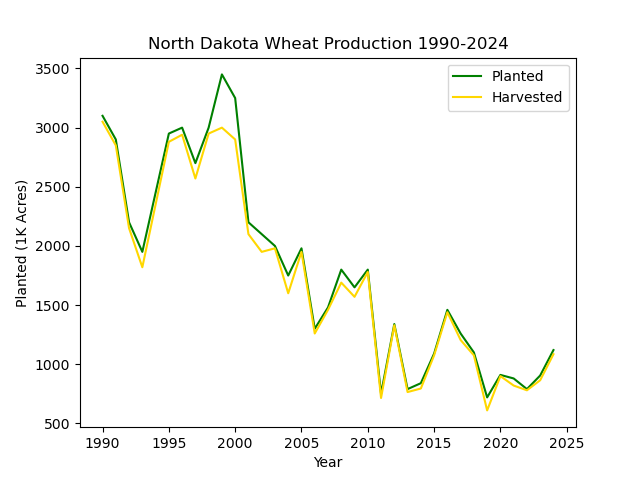 North Dakota Wheat Production 1990-2024
Planted
Harvested
3500
3000
2500
2000
1500
1000
500
Planted (1K Acres)
1990 1995 2000 2005 2010 2015 2020 2025
Year